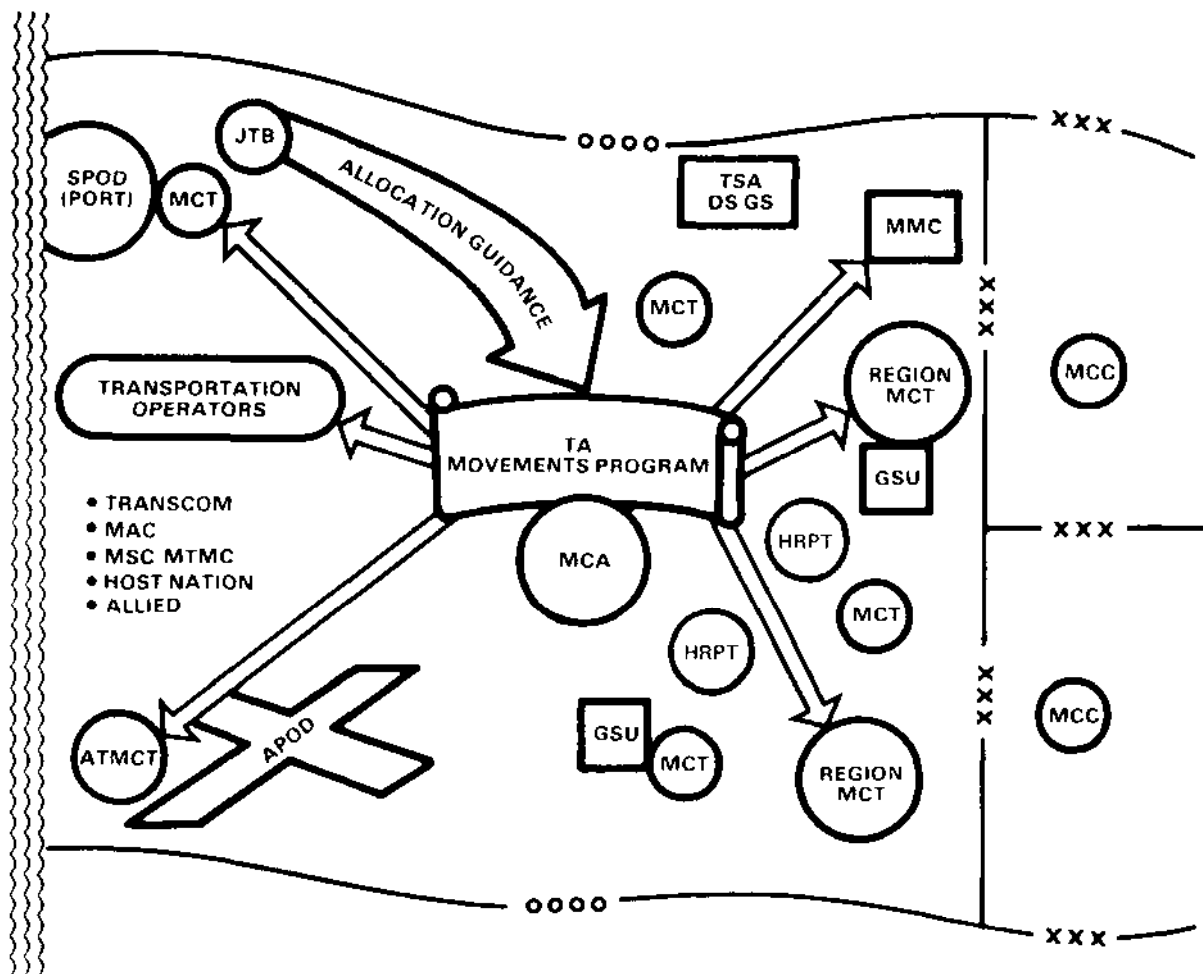 oooo
xxx
JTB
SPOD
(PORT)
MCT
ALLOCATION GUIDANCE
TSA
DS GS
MMC
MCT
xxx
TRANSPORTATION
OPERATORS
REGION
MCT
MCC
TA
MOVEMENTS PROGRAM
GSU
• TRANSCOM
• MAC
• MSC MTMC
• HOST NATION
• ALLIED
MCA
HRPT
xxx
MCT
HRPT
xxx
MCC
ATMCT
APOD
GSU
MCT
REGION
MCT
oooo
xxx